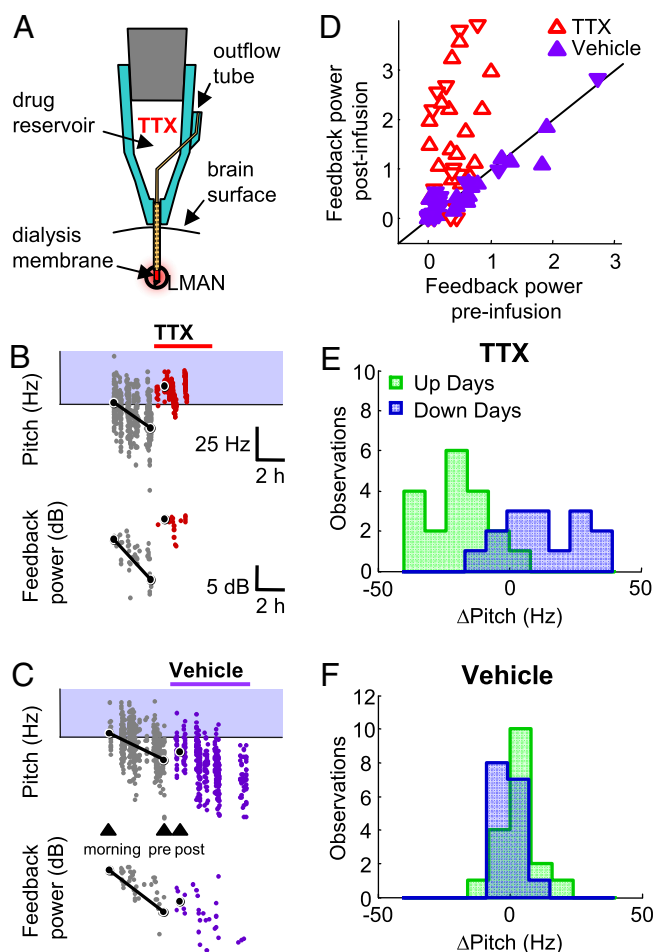 A
outflow
tube
drug
reservoir
TTX
brain
surface
dialysis
membrane
LMAN
B
TTX
Pitch (Hz)
25 Hz
2 h
Feedback
power (dB)
5 dB
2 h
C
Vehicle
Pitch (Hz)
morning
pre
post
Feedback
power (dB)
D
TTX
Vehicle
Feedback power
post-infusion
3
2
1
0
0
1
2
3
Feedback power
pre-infusion
E
TTX
Up Days
Down Days
Observations
10
8
6
4
2
0
-50
0
50
ΔPitch (Hz)
F
Vehicle
Observations
12
10
8
6
4
2
0
-50
0
50
ΔPitch (Hz)